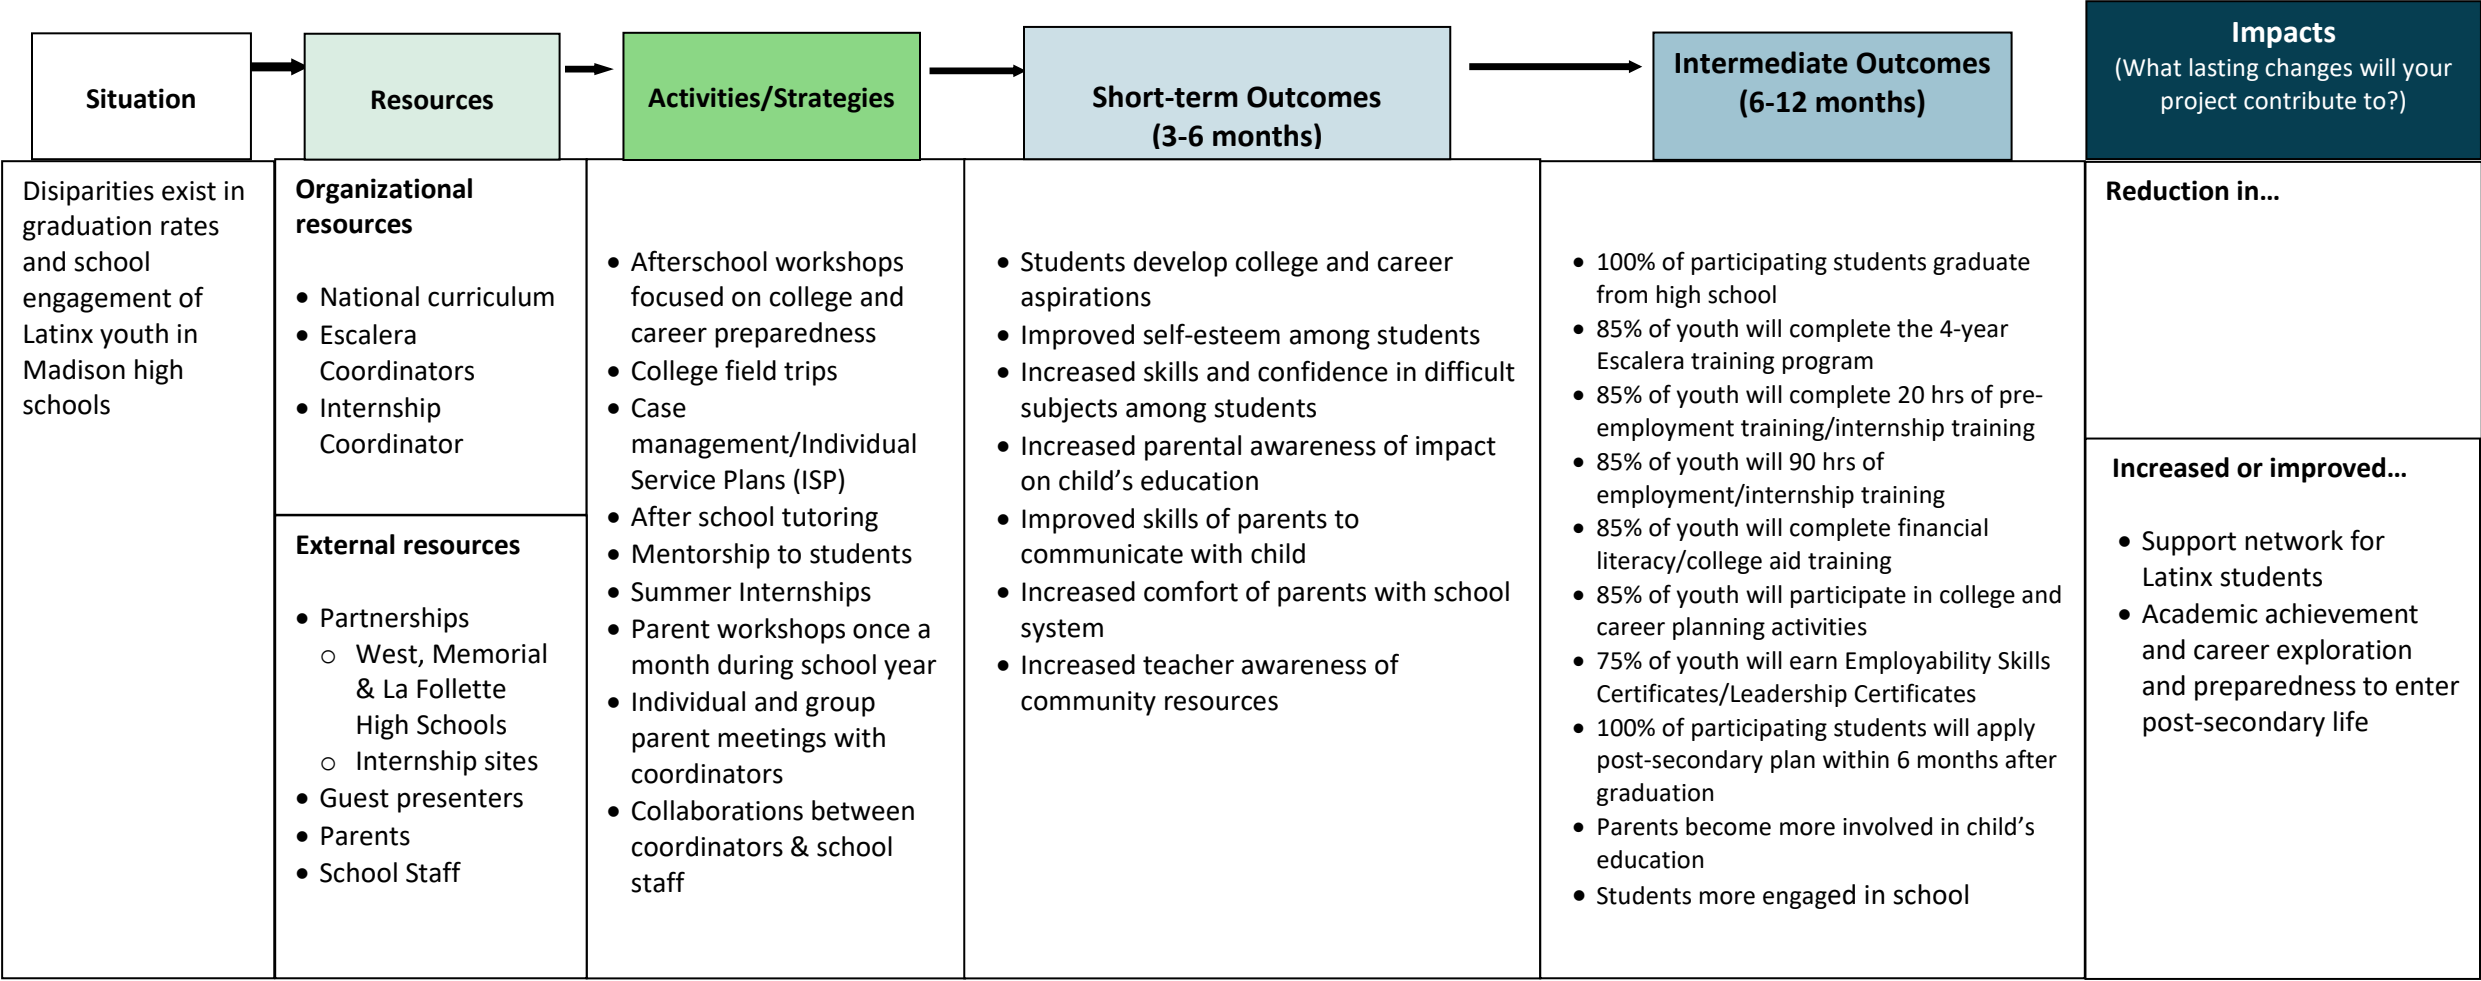 Situation
Resources
Activities/Strategies
Short-term Outcomes
(3-6 months)
Intermediate Outcomes
(6-12 months)
Impacts
(What lasting changes will your
project contribute to?)
Disiparities exist in
graduation rates
and school
engagement of
Latinx youth in
Madison high
schools
Organizational
resources
• National curriculum
• Escalera
Coordinators
• Internship
Coordinator
External resources
• Partnerships
o West, Memorial
& La Follette
High Schools
o Internship sites
• Guest presenters
• Parents
• School Staff
• Afterschool workshops
focused on college and
career preparedness
• College field trips
• Case
management/Individual
Service Plans (ISP)
• After school tutoring
• Mentorship to students
• Summer Internships
• Parent workshops once a
month during school year
• Individual and group
parent meetings with
coordinators
• Collaborations between
coordinators & school
staff
• Students develop college and career
aspirations
• Improved self-esteem among students
• Increased skills and confidence in difficult
subjects among students
• Increased parental awareness of impact
on child’s education
• Improved skills of parents to
communicate with child
• Increased comfort of parents with school
system
• Increased teacher awareness of
community resources
• 100% of participating students graduate
from high school
• 85% of youth will complete the 4-year
Escalera training program
• 85% of youth will complete 20 hrs of pre-
employment training/internship training
• 85% of youth will 90 hrs of
employment/internship training
• 85% of youth will complete financial
literacy/college aid training
• 85% of youth will participate in college and
career planning activities
• 75% of youth will earn Employability Skills
Certificates/Leadership Certificates
• 100% of participating students will apply
post-secondary plan within 6 months after
graduation
• Parents become more involved in child’s
education
• Students more engaged in school
Reduction in…
Increased or improved…
• Support network for
Latinx students
• Academic achievement
and career exploration
and preparedness to enter
post-secondary life